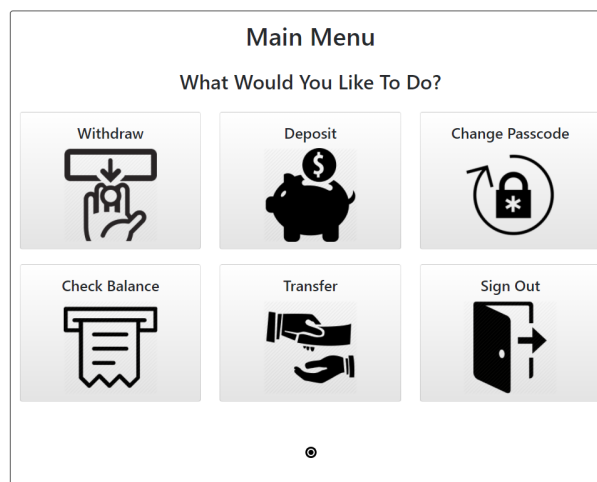 Main Menu
What Would You Like To Do?
Withdraw
Deposit
$
Change Passcode
*
Check Balance
Transfer
Sign Out